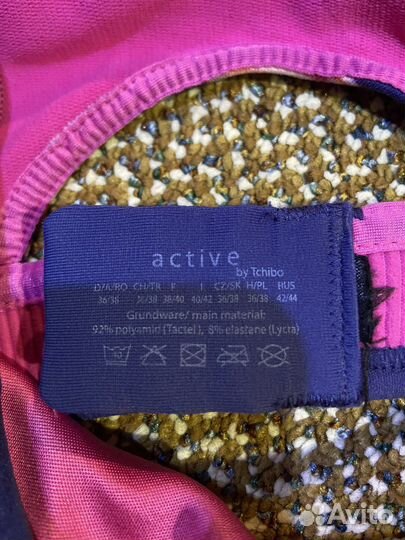 active
by Tchibo
D/A/RO CH/TR F I CZ/SK H/PL RUS
36/38 36/38 38/40 40/42 36/38 36/38 42/44
Grundware/ main material:
92% polyamid (Tactel), 8% elastane (Lycra)
Avito